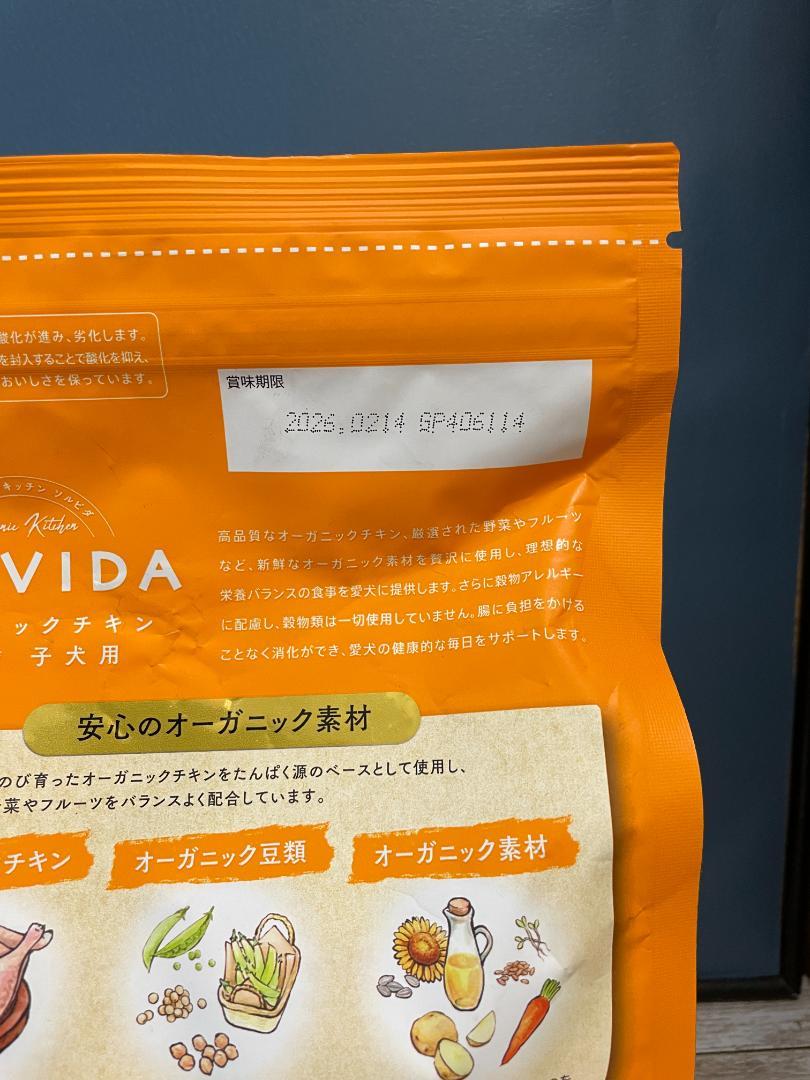 酸化が進み、劣化します。
を封入することで酸化を抑え、
おいしさを保っています。
賞味期限
2026.0214 GP406114
キッチン ソルビダ
Kitchen
VIDA
ックチキン
子犬用
高品質なオーガニックチキン、厳選された野菜やフルーツ
など、新鮮なオーガニック素材を贅沢に使用し、理想的な
栄養バランスの食事を愛犬に提供します。さらに穀物アレルギー
に配慮し、穀物類は一切使用していません。腸に負担をかける
ことなく消化ができ、愛犬の健康的な毎日をサポートします。
安心のオーガニック素材
のび育ったオーガニックチキンをたんぱく源のベースとして使用し、
菜やフルーツをバランスよく配合しています。
チキン
オーガニック豆類
オーガニック素材